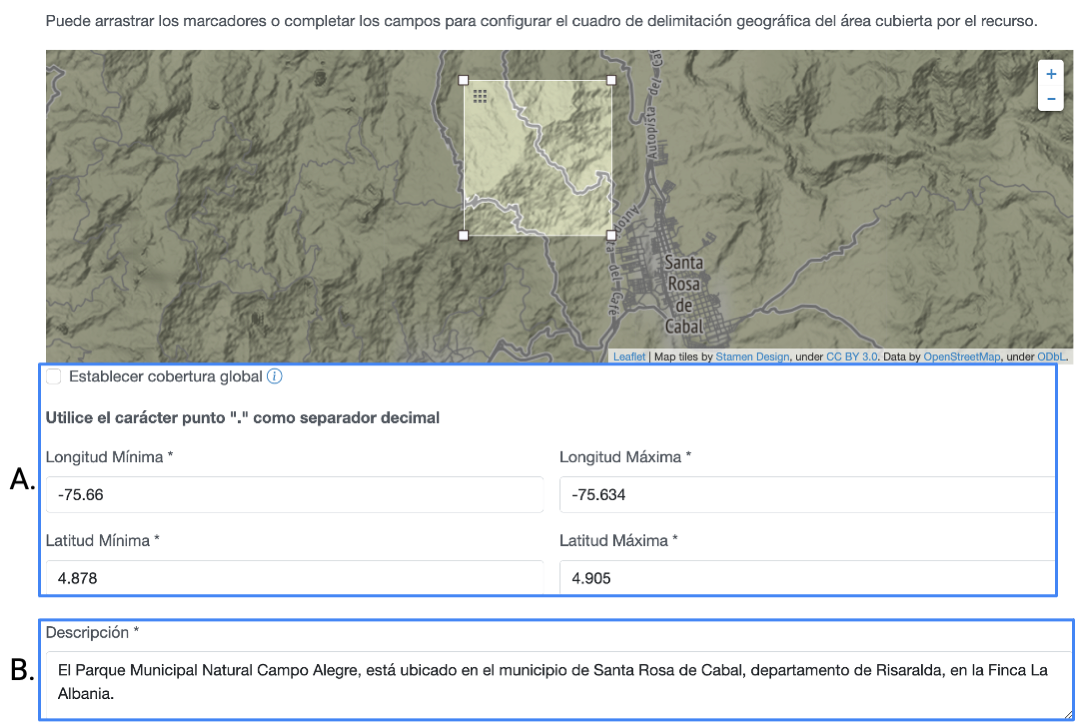 Puede arrastrar los marcadores o completar los campos para configurar el cuadro de delimitación geográfica del área cubierta por el recurso.
+
−
Autopista del Caf
Autop
ta del Café
Santa
Rosa
de
Cabal
Leaflet | Map tiles by Stamen Design, under CC BY 3.0. Data by OpenStreetMap, under ODbL.
Establecer cobertura global i
Utilice el carácter punto "." como separador decimal
A.
Longitud Mínima * Longitud Máxima *
-75.66 -75.634
Latitud Mínima * Latitud Máxima *
4.878 4.905
B.
Descripción *
El Parque Municipal Natural Campo Alegre, está ubicado en el municipio de Santa Rosa de Cabal, departamento de Risaralda, en la Finca La
Albania.